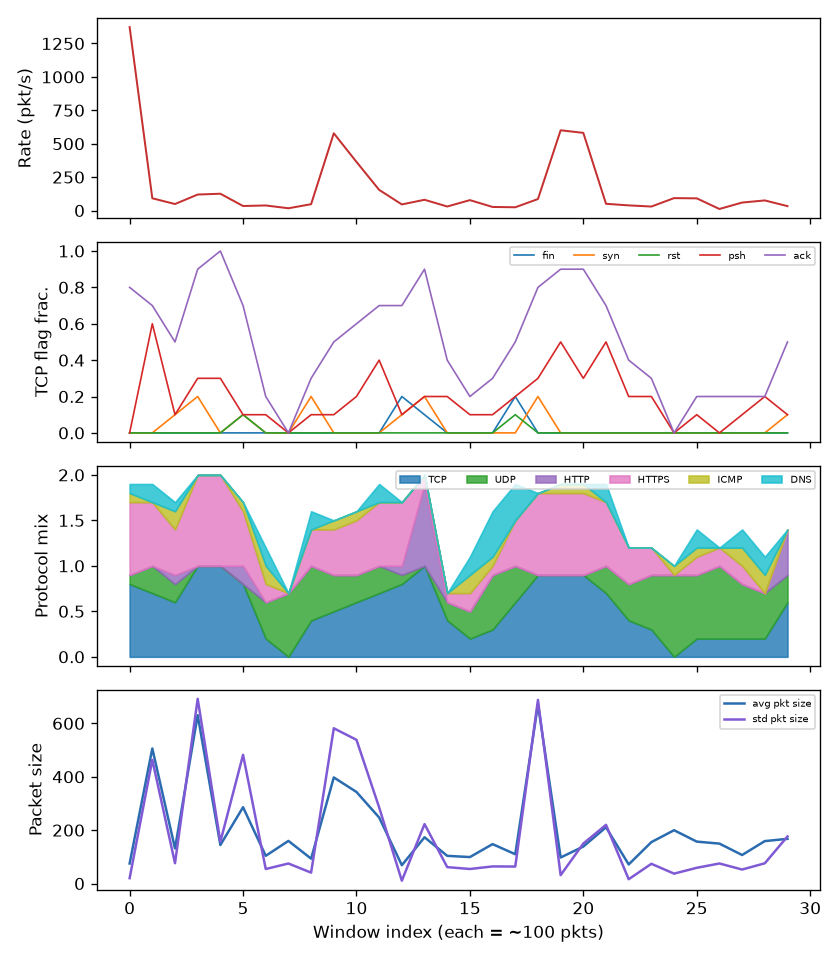 Rate (pkt/s)
1250
1000
750
500
250
0
TCP flag frac.
1.0
0.8
0.6
0.4
0.2
0.0
fin syn rst psh ack
Protocol mix
2.0
1.5
1.0
0.5
0.0
TCP UDP HTTP HTTPS ICMP DNS
Packet size
600
400
200
0
avg pkt size
std pkt size
0 5 10 15 20 25 30
Window index (each = ~100 pkts)